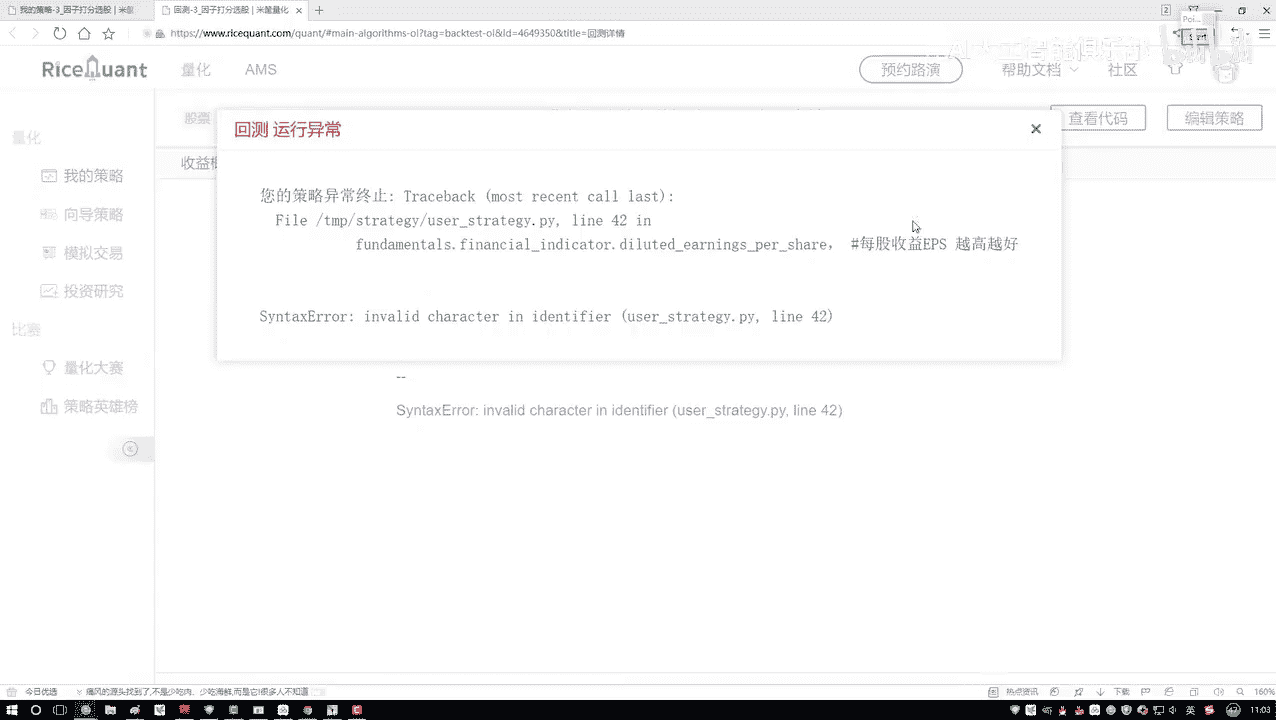 我的策略-3_因子打分选股 | 米筐
回测-3_因子打分选股 | 米筐量化
https://www.ricequant.com/quant/#main-algorithms-oi?tag=backtest-oi&id=4649350&title=回测详情
RiceQuant
量化
AMS
预约路演
帮助文档
社区
股票
查看代码
编辑策略
收益概
量化
我的策略
向导策略
模拟交易
投资研究
比赛
量化大赛
策略英雄榜
回测 运行异常
您的策略异常终止: Traceback (most recent call last):
File /tmp/strategy/user_strategy.py, line 42 in
fundamentals.financial_indicator.diluted_earnings_per_share， #每股收益EPS 越高越好
SyntaxError: invalid character in identifier (user_strategy.py, line 42)
--
SyntaxError: invalid character in identifier (user_strategy.py, line 42)
今日优选
痛风的源头找到了,不是少吃肉、少吃海鲜,而是它!很多人不知道
热点资讯
下载
160%
11:03